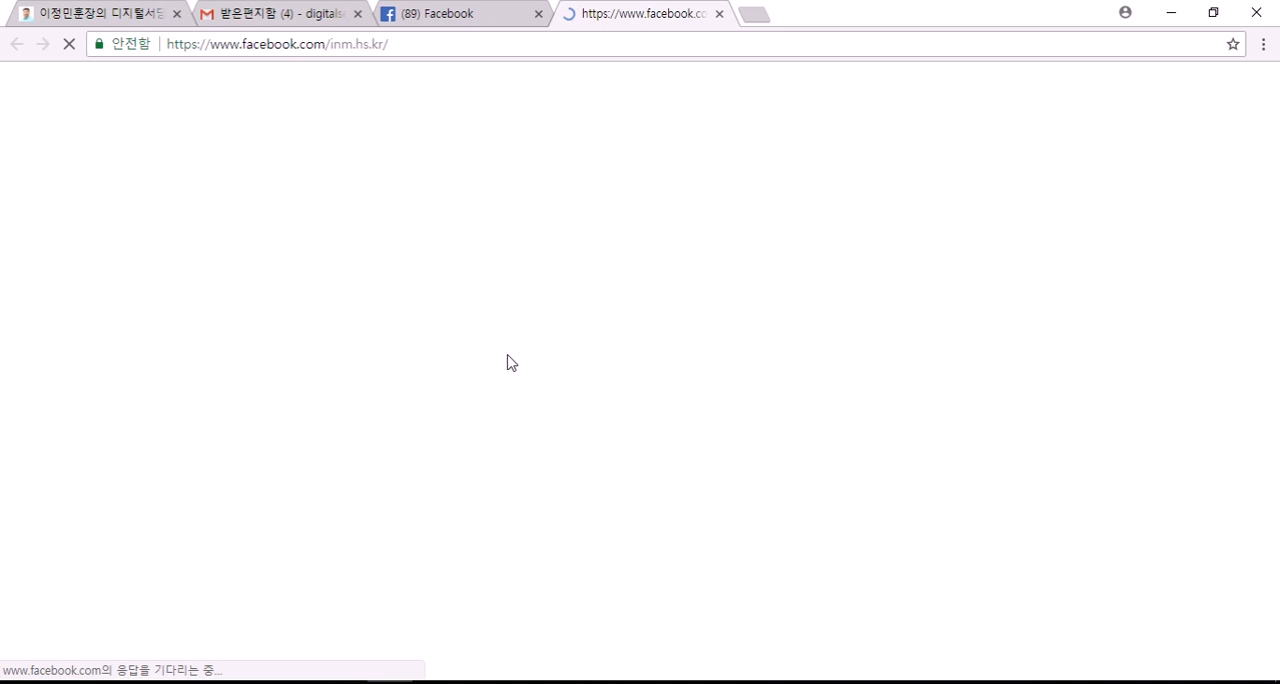 이정민훈장의 디지털서당
받은편지함 (4) - digitalse
(89) Facebook
https://www.facebook.co
안전함
https://www.facebook.com/inm.hs.kr/
www.facebook.com의 응답을 기다리는 중...